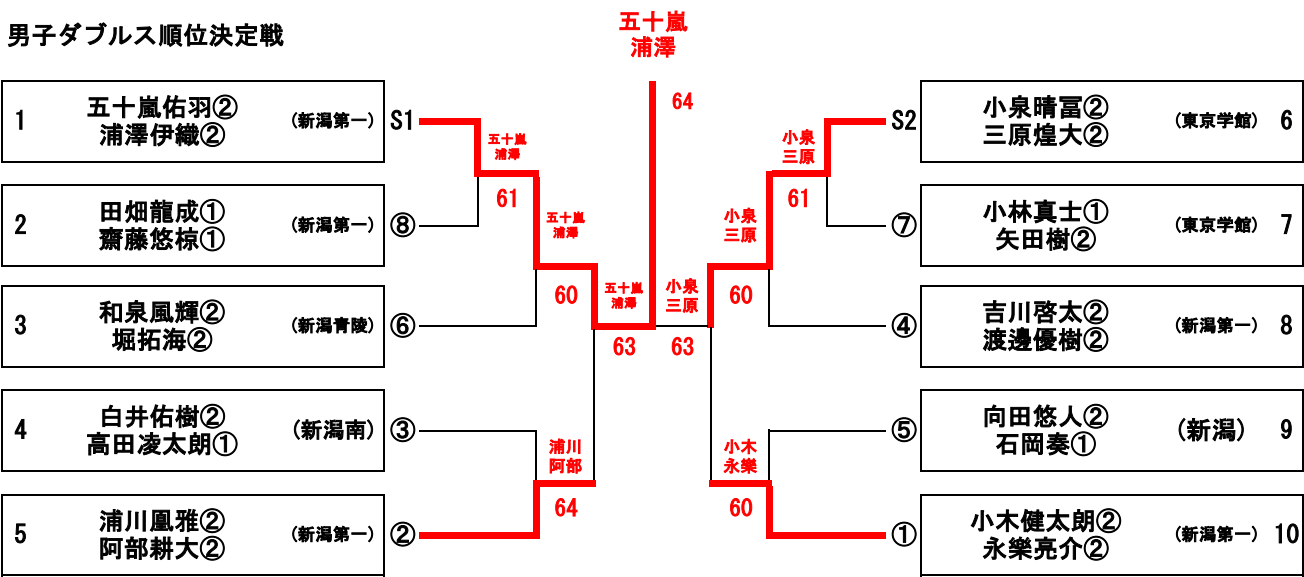 男子ダブルス順位決定戦
五十嵐
浦澤
64
1
五十嵐佑羽②
浦澤伊織②
(新潟第一)
S1
2
田畑龍成①
齋藤悠椋①
(新潟第一)
⑧
3
和泉風輝②
堀拓海②
(新潟青陵)
⑥
4
白井佑樹②
高田凌太朗①
(新潟南)
③
5
浦川凰雅②
阿部耕大②
(新潟第一)
②
五十嵐
浦澤
61
五十嵐
浦澤
60
五十嵐
浦澤
63
浦川
阿部
64
小泉
三原
61
小泉
三原
60
小泉
三原
63
小木
永樂
60
S2
小泉晴冨②
三原煌大②
(東京学館)
6
⑦
小林真士①
矢田樹②
(東京学館)
7
④
吉川啓太②
渡邊優樹②
(新潟第一)
8
⑤
向田悠人②
石岡奏①
(新潟)
9
①
小木健太朗②
永樂亮介②
(新潟第一)
10